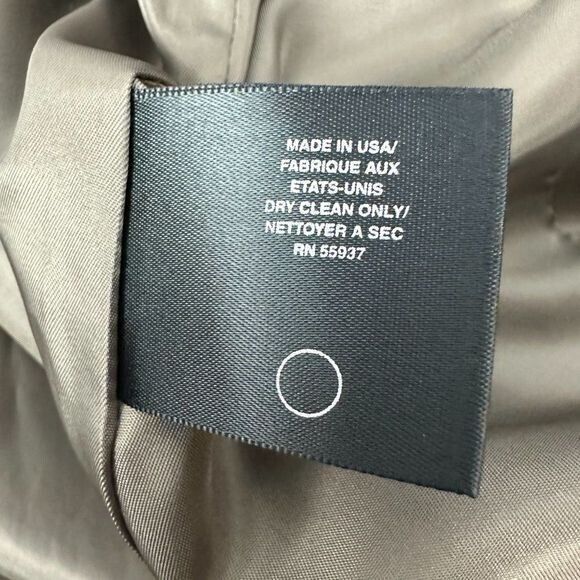 MADE IN USA/
FABRIQUE AUX
ETATS-UNIS
DRY CLEAN ONLY/
NETTOYER A SEC
RN 55937